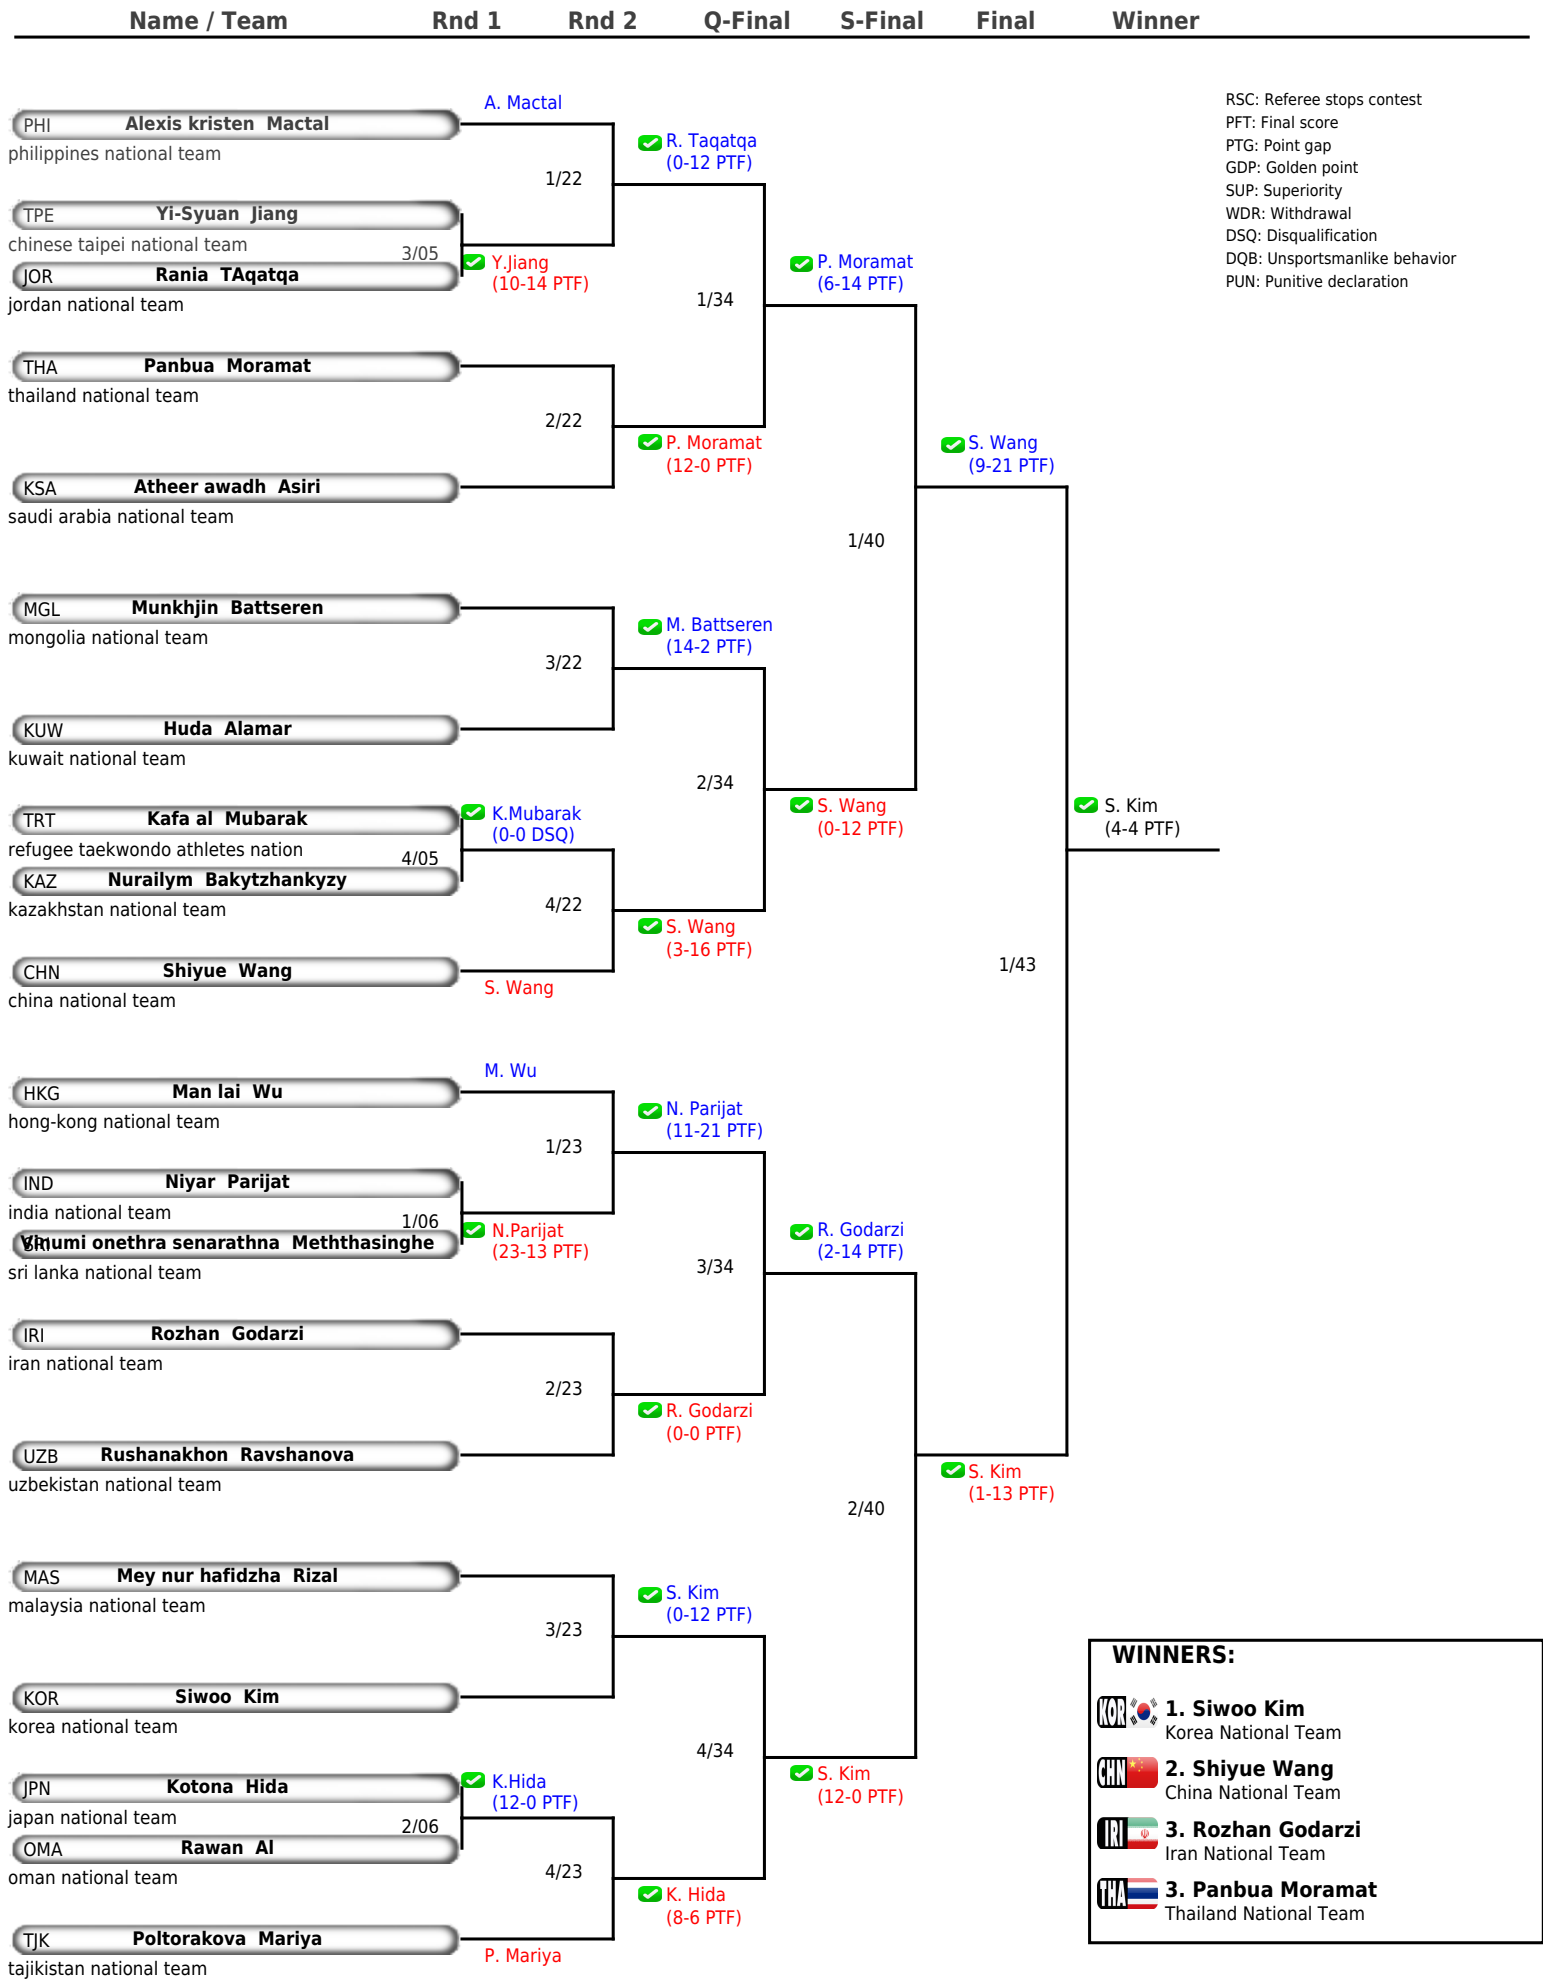 Name / Team Rnd 1 Rnd 2 Q-Final S-Final Final Winner
RSC: Referee stops contest
PFT: Final score
PTG: Point gap
GDP: Golden point
SUP: Superiority
WDR: Withdrawal
DSQ: Disqualification
DQB: Unsportsmanlike behavior
PUN: Punitive declaration
A. Mactal
PHI Alexis kristen Mactal
philippines national team
R. Taqatqa
(0-12 PTF)
1/22
TPE Yi-Syuan Jiang
chinese taipei national team
3/05
JOR Rania TAqatqa
jordan national team
Y.Jiang
(10-14 PTF)
P. Moramat
(6-14 PTF)
1/34
THA Panbua Moramat
thailand national team
2/22
P. Moramat
(12-0 PTF)
KSA Atheer awadh Asiri
saudi arabia national team
S. Wang
(9-21 PTF)
1/40
MGL Munkhjin Battseren
mongolia national team
M. Battseren
(14-2 PTF)
3/22
KUW Huda Alamar
kuwait national team
2/34
TRT Kafa al Mubarak
refugee taekwondo athletes nation
K.Mubarak
(0-0 DSQ)
4/05
KAZ Nurailym Bakytzhankyzy
kazakhstan national team
S. Wang
(0-12 PTF)
S. Kim
(4-4 PTF)
4/22
S. Wang
(3-16 PTF)
CHN Shiyue Wang
china national team
S. Wang
1/43
M. Wu
HKG Man lai Wu
hong-kong national team
N. Parijat
(11-21 PTF)
1/23
IND Niyar Parijat
india national team
1/06
SRI Vinumi onethra senarathna Meththasinghe
sri lanka national team
N.Parijat
(23-13 PTF)
R. Godarzi
(2-14 PTF)
3/34
IRI Rozhan Godarzi
iran national team
2/23
R. Godarzi
(0-0 PTF)
UZB Rushanakhon Ravshanova
uzbekistan national team
S. Kim
(1-13 PTF)
2/40
MAS Mey nur hafidzha Rizal
malaysia national team
S. Kim
(0-12 PTF)
3/23
KOR Siwoo Kim
korea national team
4/34
JPN Kotona Hida
japan national team
K.Hida
(12-0 PTF)
2/06
OMA Rawan Al
oman national team
S. Kim
(12-0 PTF)
4/23
K. Hida
(8-6 PTF)
TJK Poltorakova Mariya
tajikistan national team
P. Mariya
WINNERS:
KOR 1. Siwoo Kim
Korea National Team
CHN 2. Shiyue Wang
China National Team
IRI 3. Rozhan Godarzi
Iran National Team
THA 3. Panbua Moramat
Thailand National Team